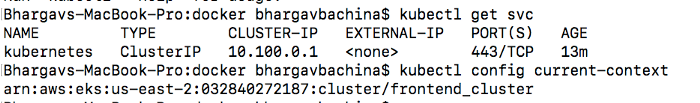 Bhargavs-MacBook-Pro:docker bhargavbachina$ kubectl get svc
NAME TYPE CLUSTER-IP EXTERNAL-IP PORT(S) AGE
kubernetes ClusterIP 10.100.0.1 <none> 443/TCP 13m
Bhargavs-MacBook-Pro:docker bhargavbachina$ kubectl config current-context
arn:aws:eks:us-east-2:032840272187:cluster/frontend_cluster